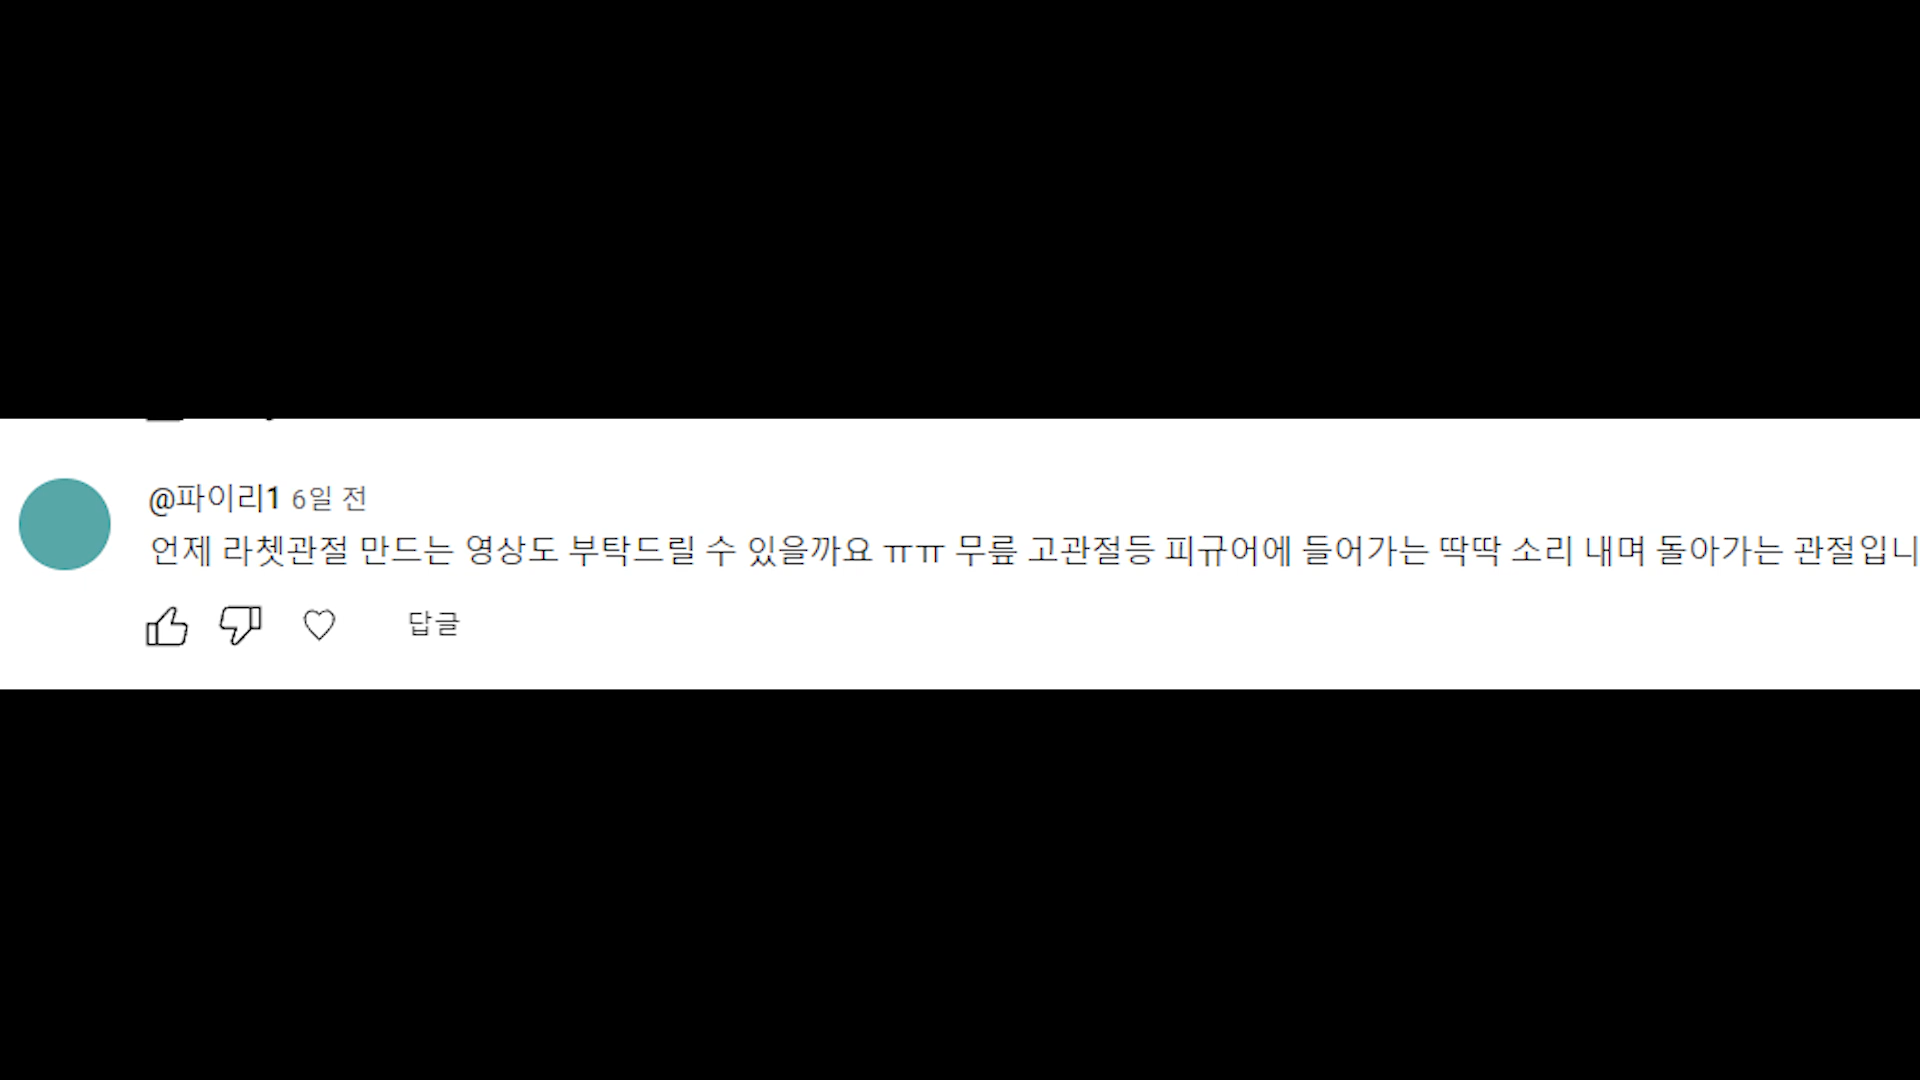 @파이리1 6일 전
언제 라쳇관절 만드는 영상도 부탁드릴 수 있을까요 ㅠㅠ 무릎 고관절등 피규어에 들어가는 딱딱 소리 내며 돌아가는 관절입니
답글